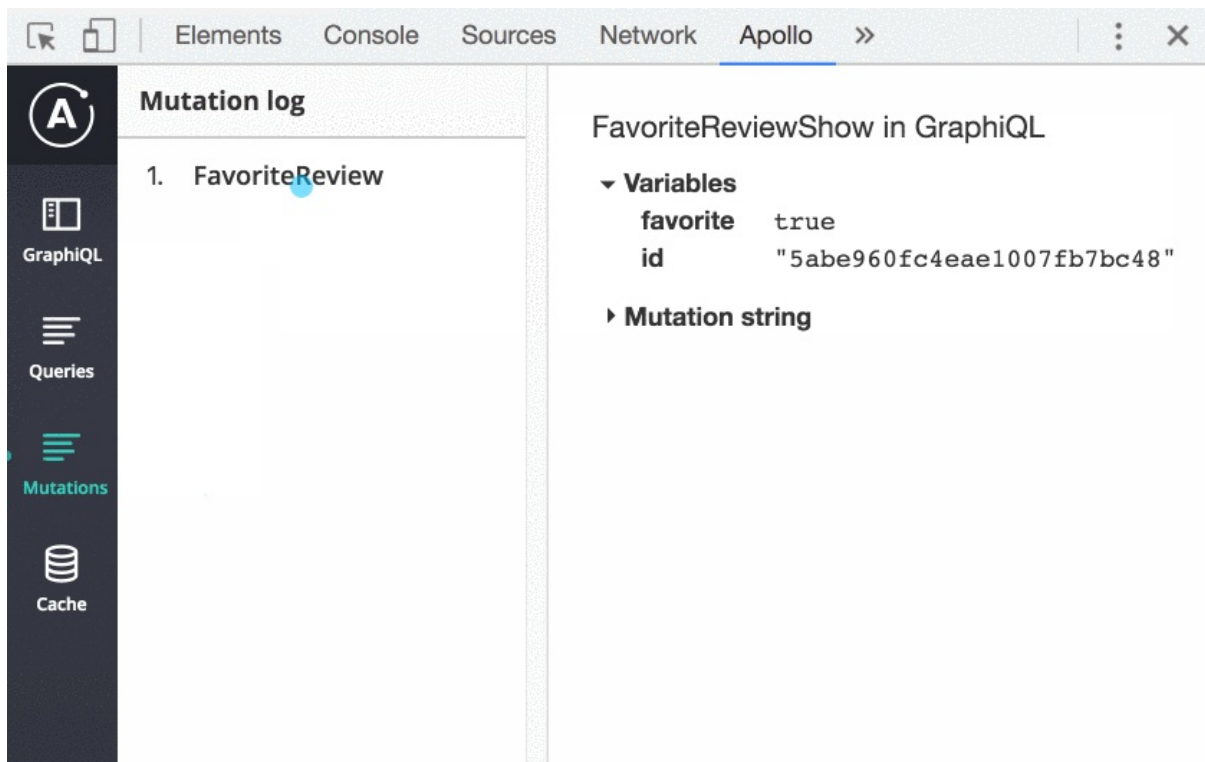 Elements Console Sources Network Apollo »
A
Mutation log
1. FavoriteReview
GraphiQL
Queries
Mutations
Cache
FavoriteReviewShow in GraphiQL
Variables
favorite true
id "5abe960fc4eae1007fb7bc48"
Mutation string